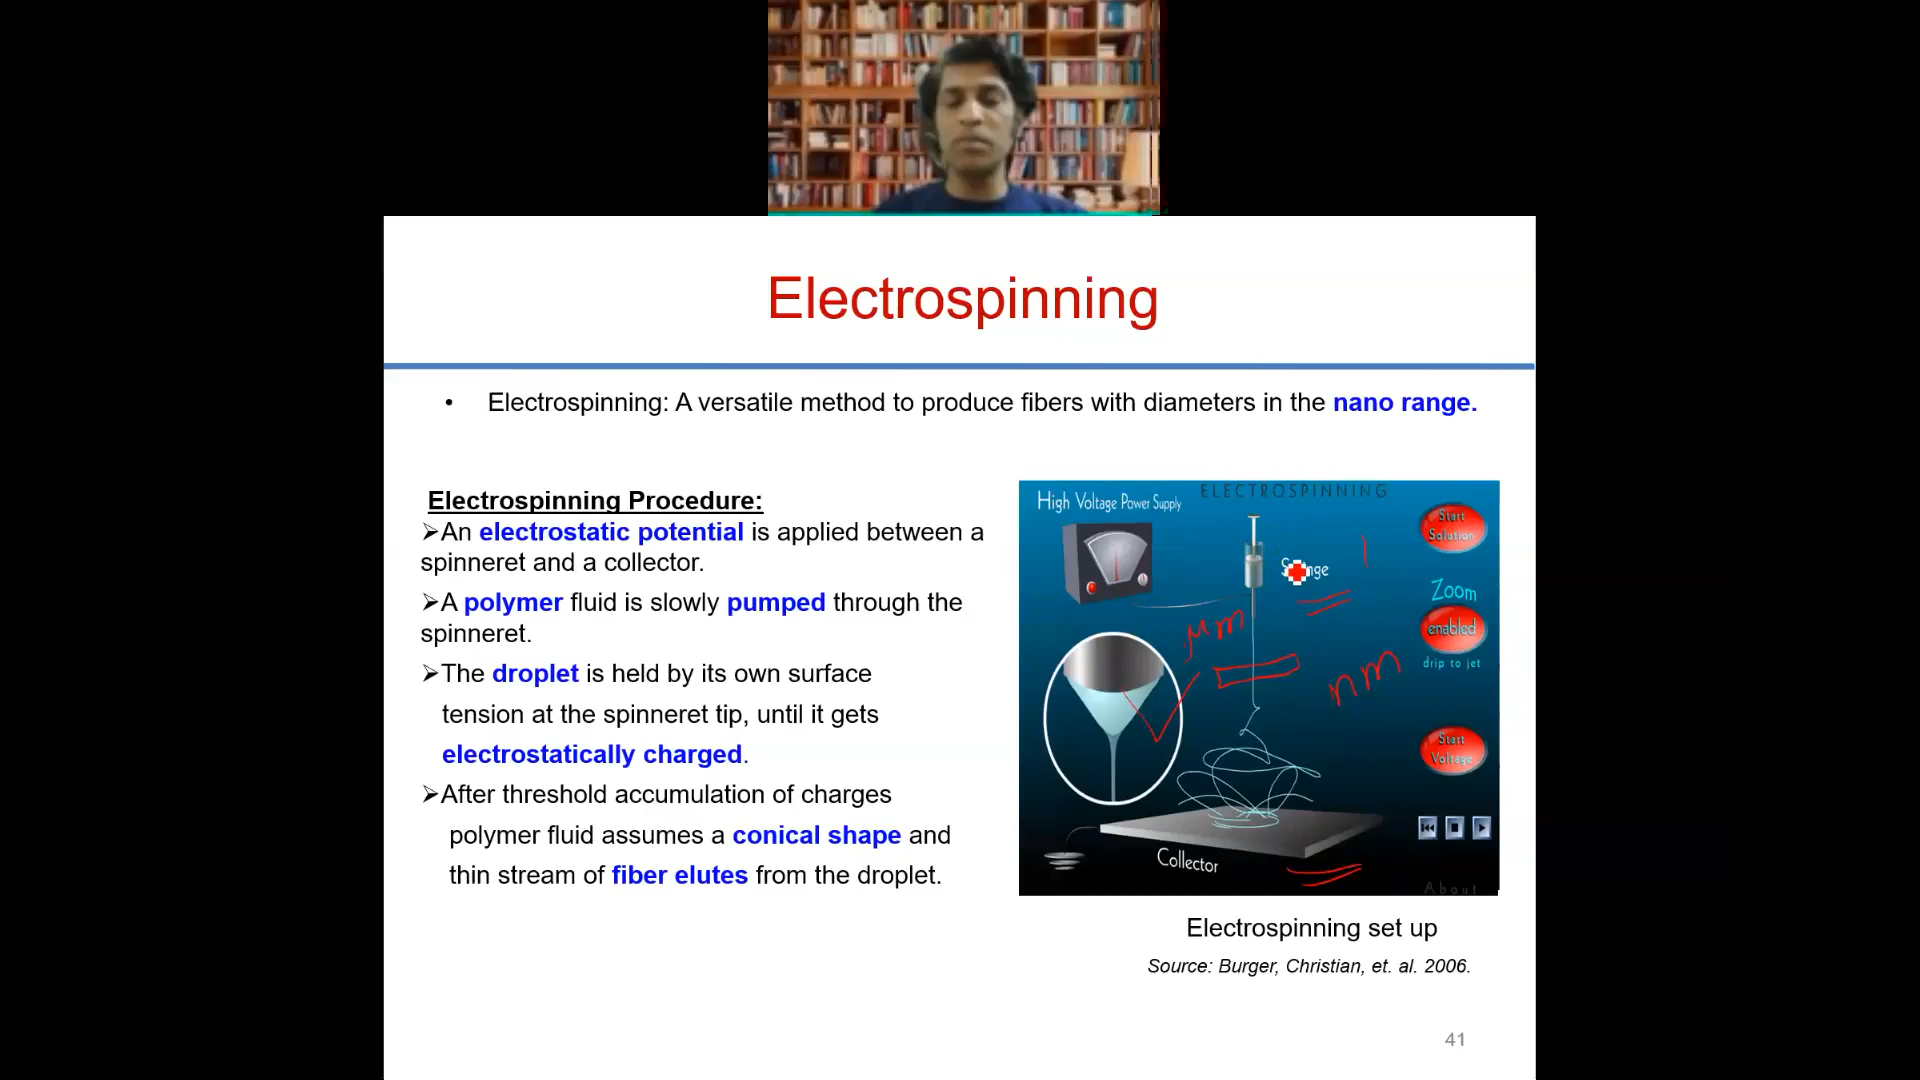 Electrospinning
• Electrospinning: A versatile method to produce fibers with diameters in the nano range.
Electrospinning Procedure:
➢An electrostatic potential is applied between a
spinneret and a collector.
➢A polymer fluid is slowly pumped through the
spinneret.
➢The droplet is held by its own surface
tension at the spinneret tip, until it gets
electrostatically charged.
➢After threshold accumulation of charges
polymer fluid assumes a conical shape and
thin stream of fiber elutes from the droplet.
ELECTROSPINNING
High Voltage Power Supply
Start
Solution
Zoom
enabled
drip to jet
μm
nm
Start
Voltage
Collector
About
Electrospinning set up
Source: Burger, Christian, et. al. 2006.
41